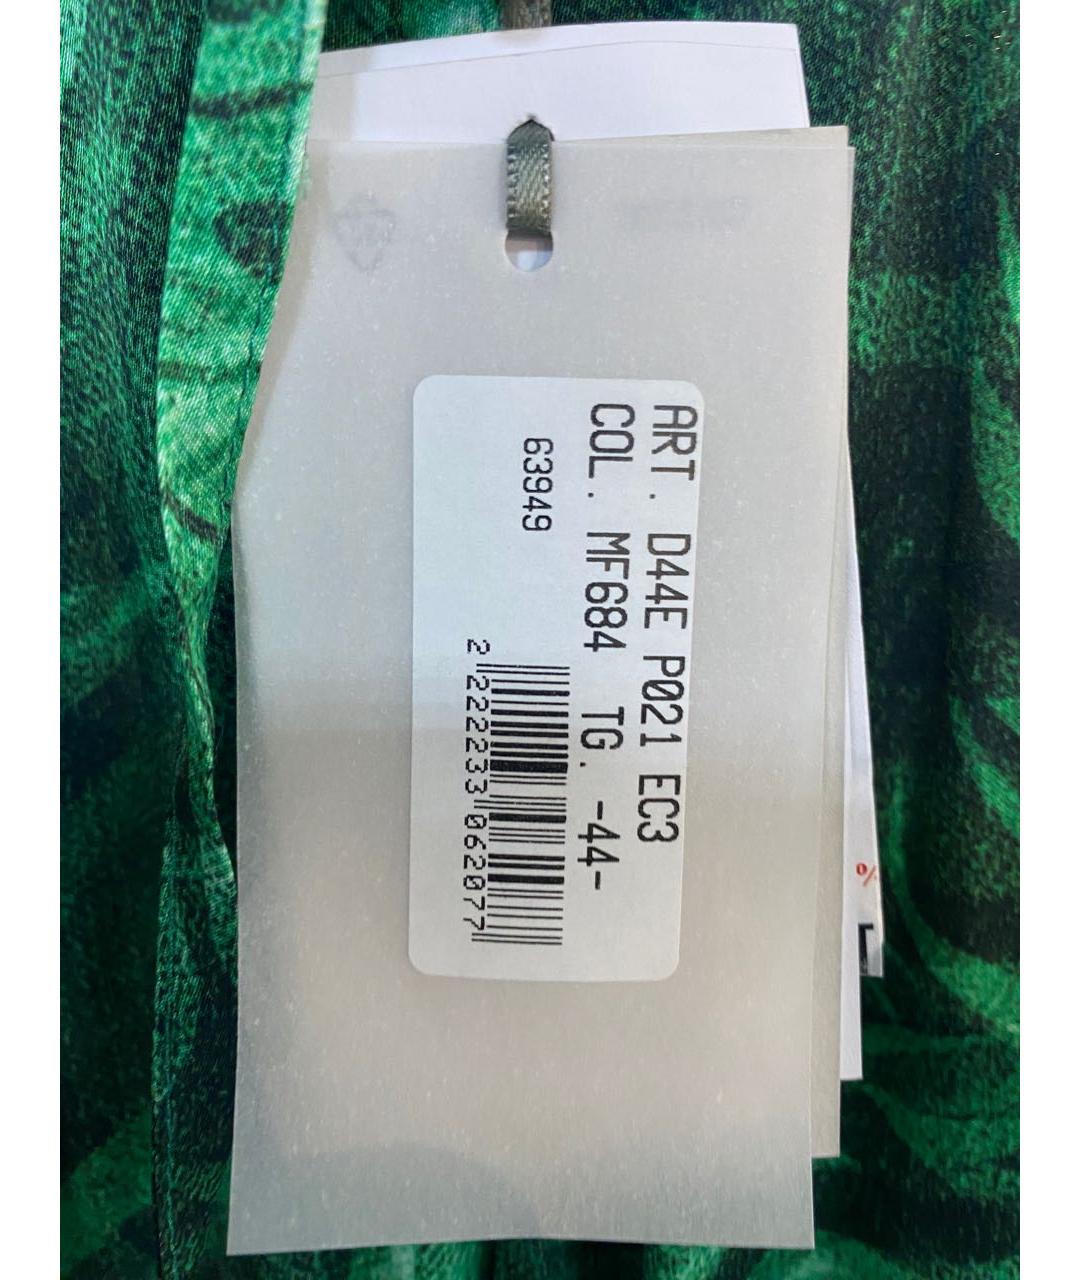 ART. D44E P021 EC3
COL. MF684 TG. -44-
63949
2 222233 062077
%